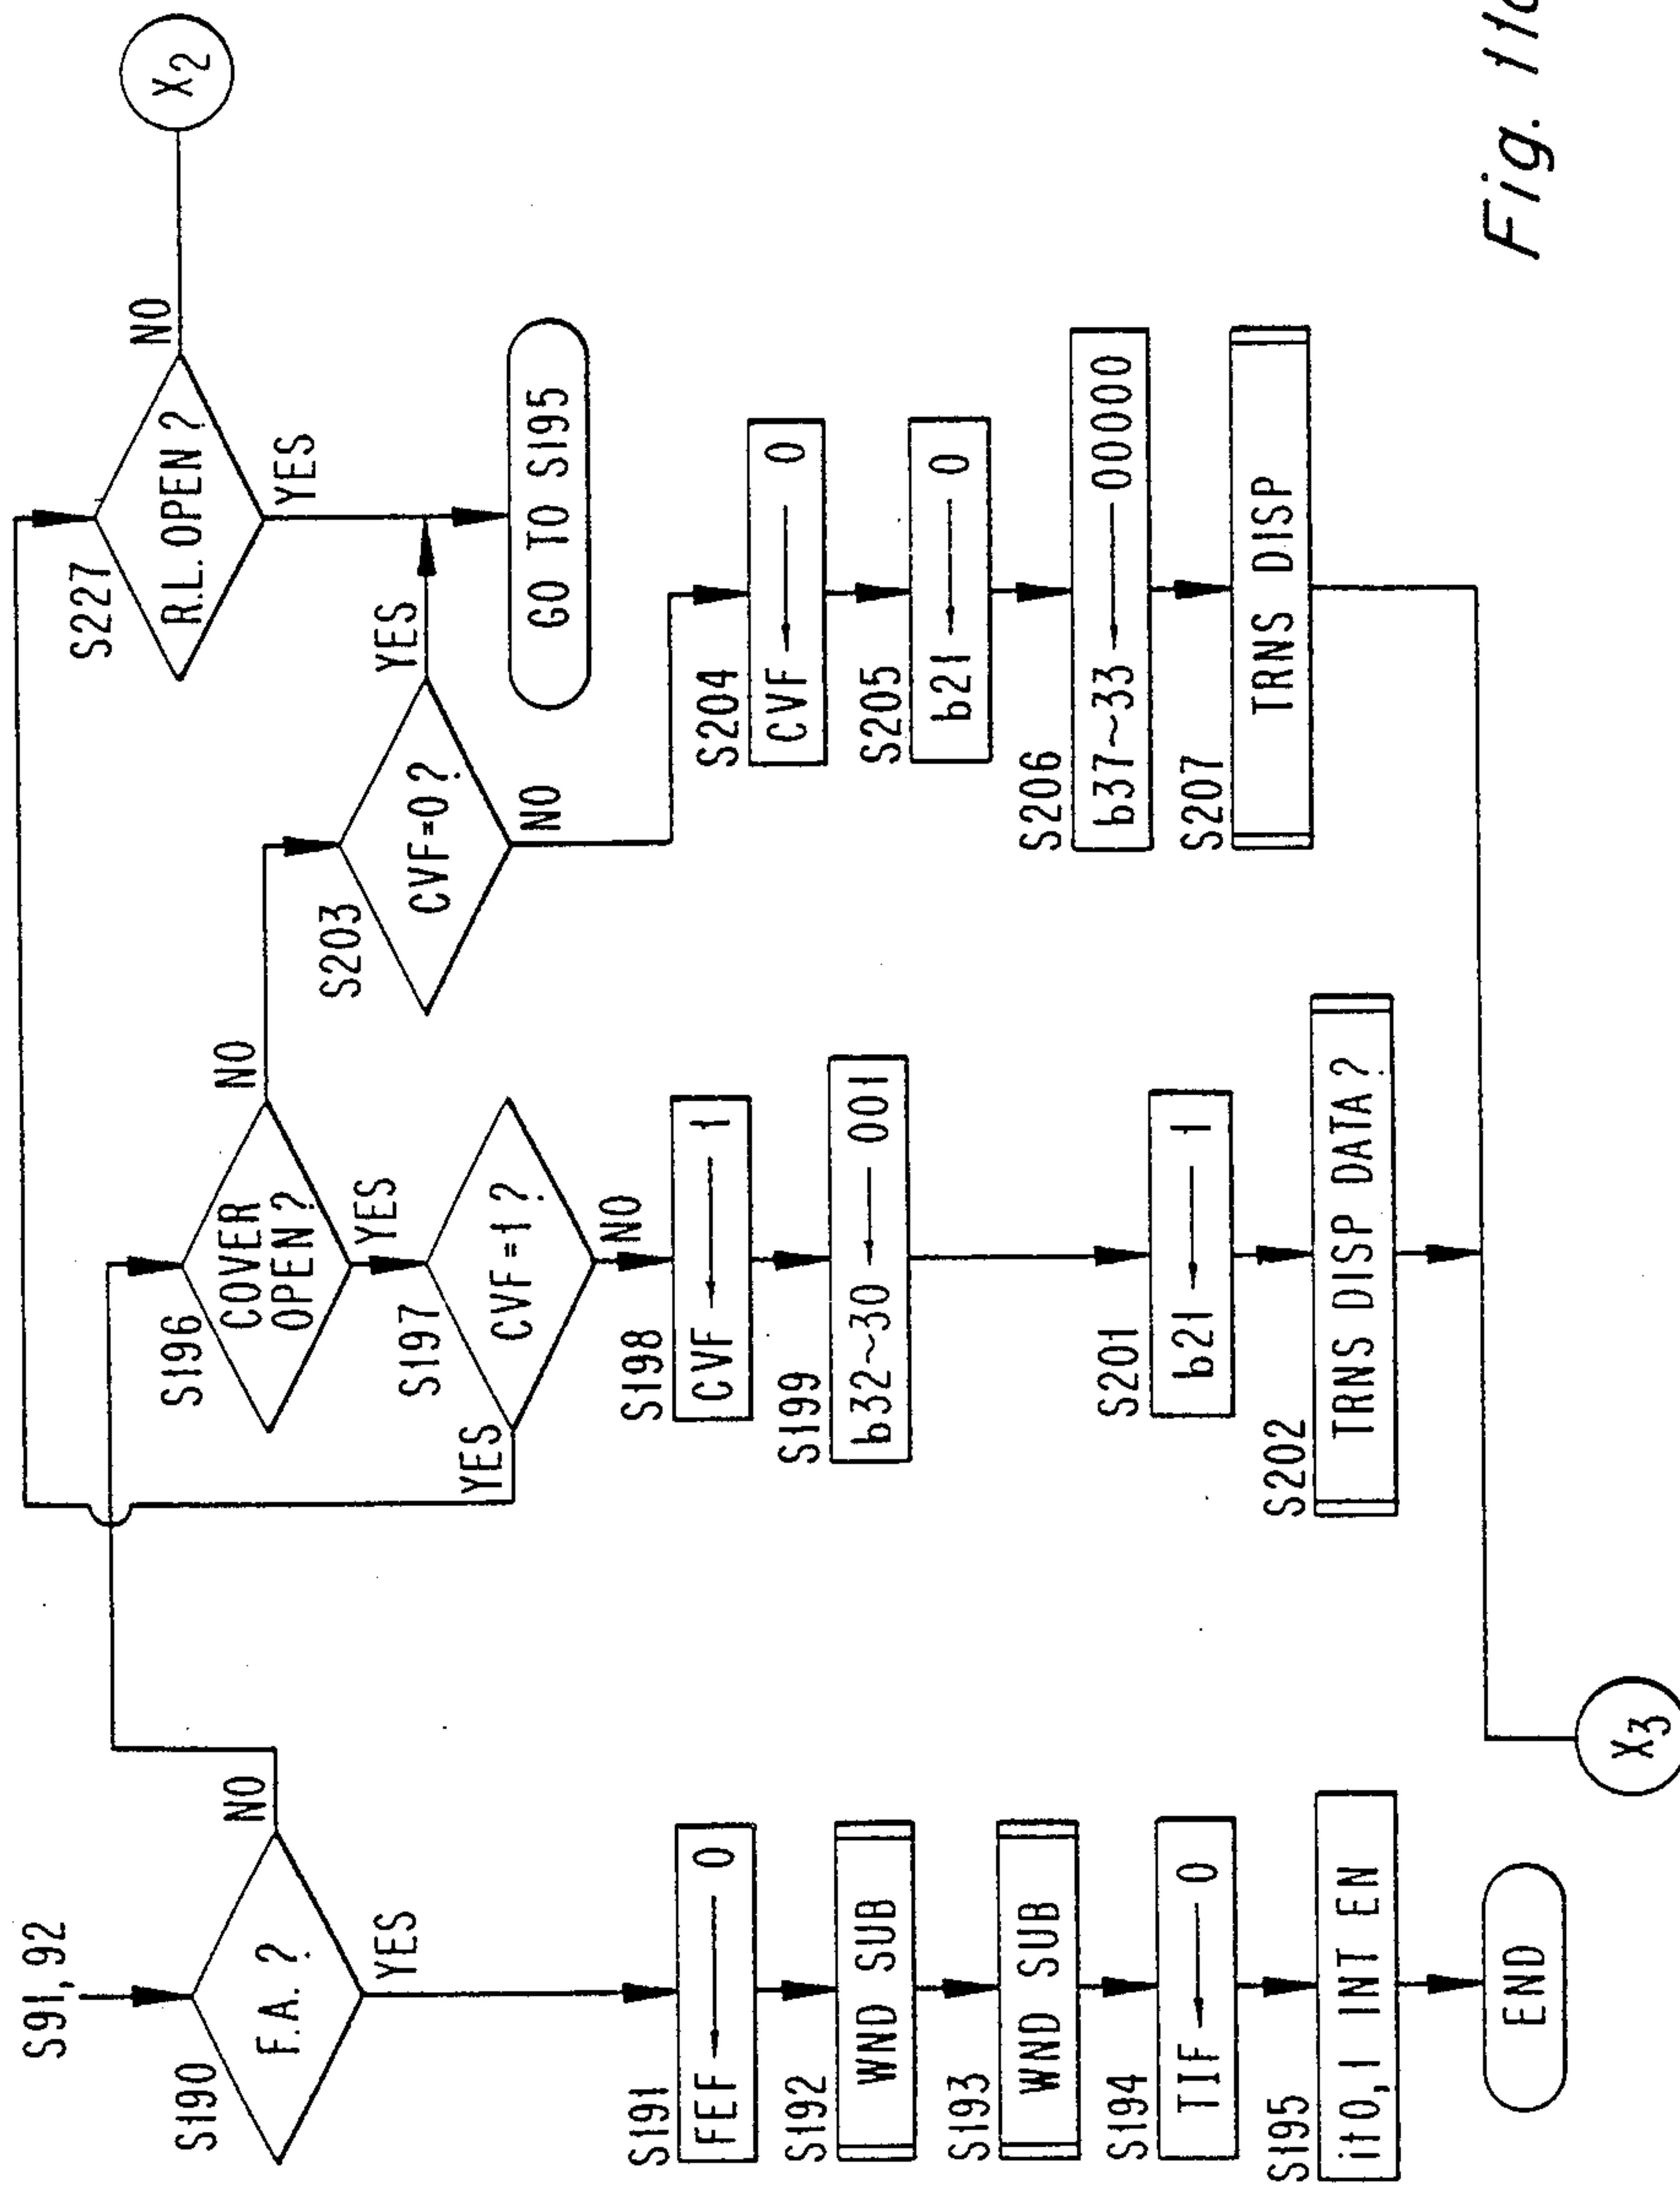 S91,92
S190
F.A. ?
NO
YES
S191
FEF ← 0
S192
WND SUB
S193
WND SUB
S194
TIF ← 0
S195
it0,1 INT EN
END
S196
COVER
OPEN ?
NO
YES
S197
CVF=1 ?
YES
NO
S198
CVF ← 1
S199
b32~30 ← 001
S201
b21 ← 1
S202
TRNS DISP DATA ?
X3
S203
CVF=0 ?
YES
NO
S204
CVF ← 0
S205
b21 ← 0
S206
b37~33 ← 00000
S207
TRNS DISP
S227
R.L. OPEN ?
NO
YES
GO TO S195
X2
Fig. 11